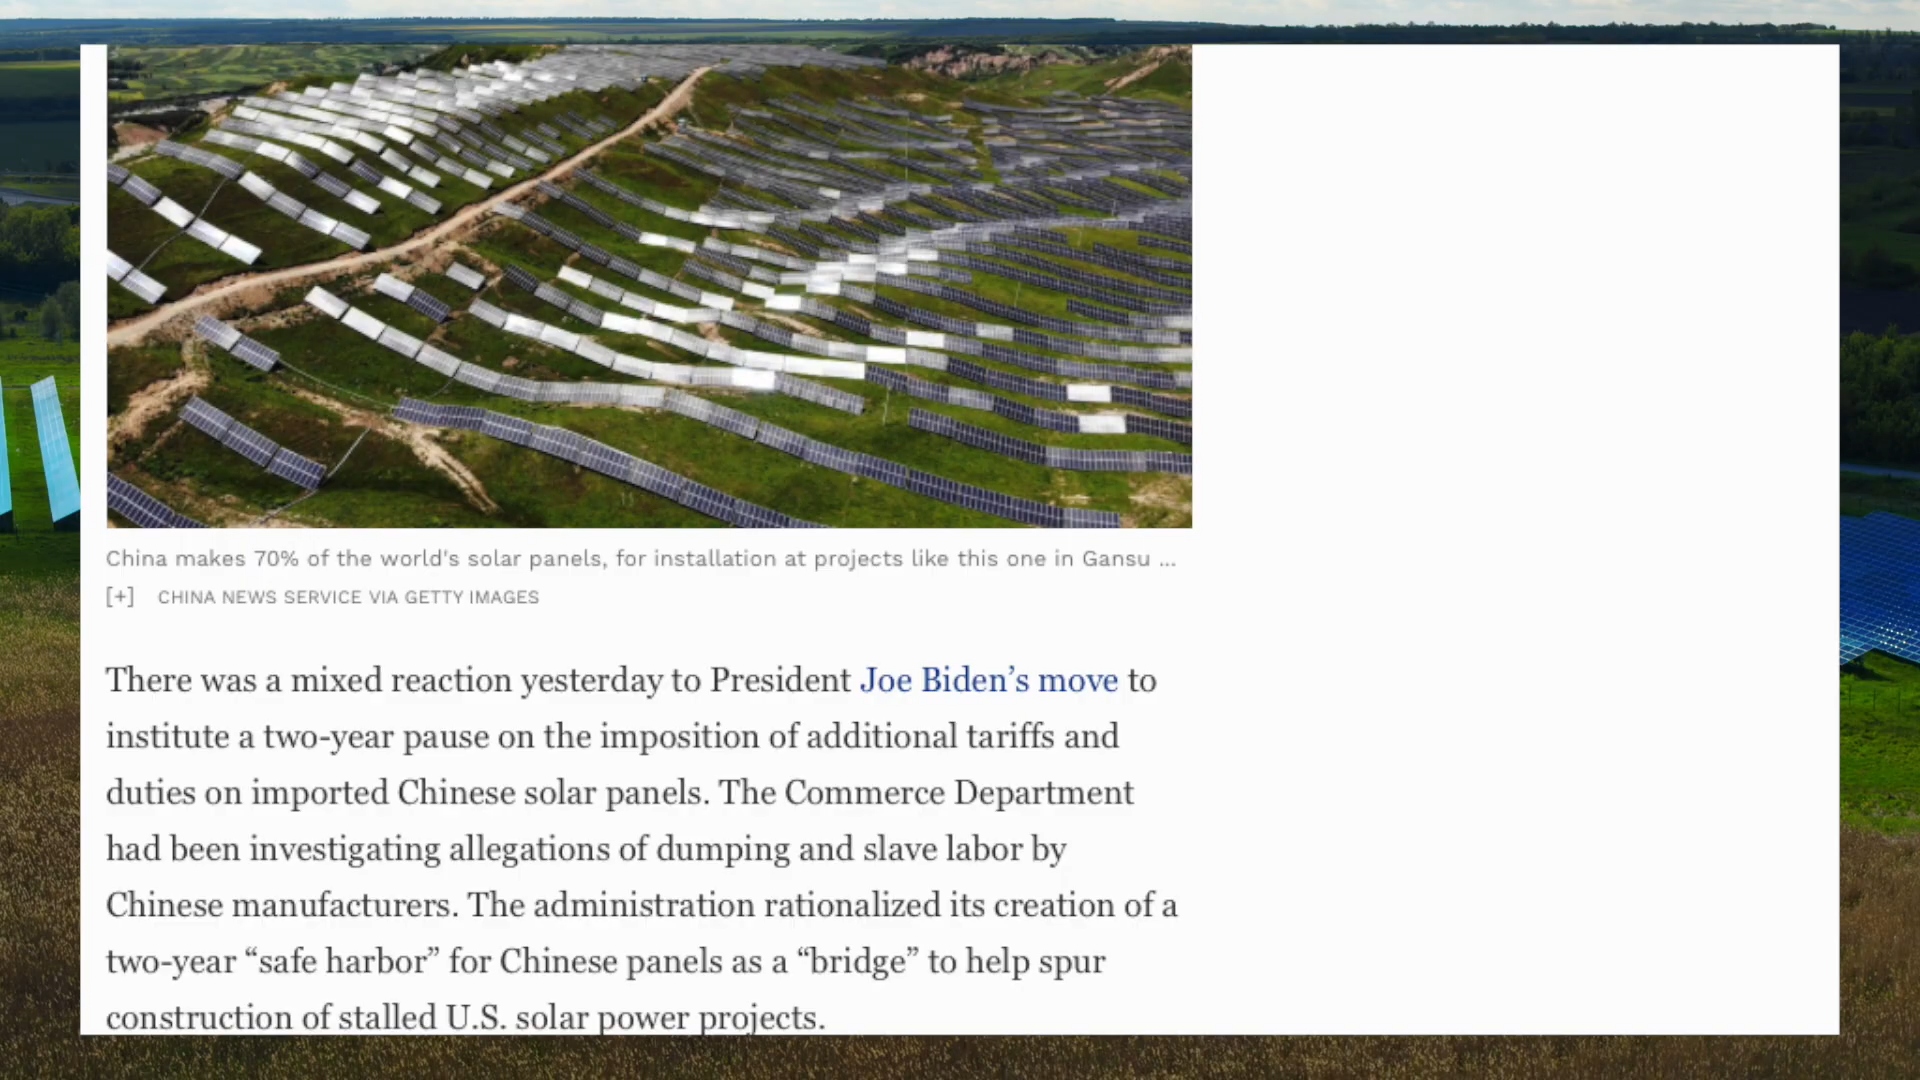 China makes 70% of the world's solar panels, for installation at projects like this one in Gansu ...
[+] CHINA NEWS SERVICE VIA GETTY IMAGES
There was a mixed reaction yesterday to President Joe Biden’s move to
institute a two-year pause on the imposition of additional tariffs and
duties on imported Chinese solar panels. The Commerce Department
had been investigating allegations of dumping and slave labor by
Chinese manufacturers. The administration rationalized its creation of a
two-year “safe harbor” for Chinese panels as a “bridge” to help spur
construction of stalled U.S. solar power projects.